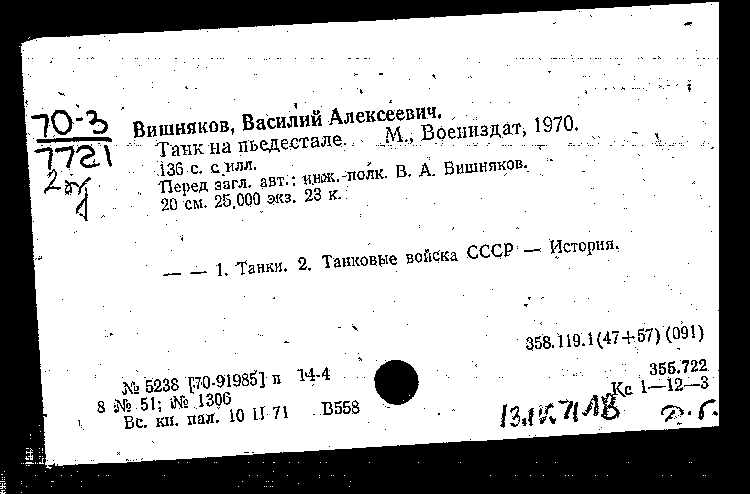 70-3
7721
Вишняков, Василий Алексеевич.
Танк на пьедестале. М., Воениздат, 1970.
136 с. с илл.
Перед загл. авт.: инж.-полк. В. А. Вишняков.
20 см. 25.000 экз. 23 к.
— — 1. Танки. 2. Танковые войска СССР — История.
358.119.1(47+57)(091)
№ 5238 [70-91985] п 14-4
355.722
8 № 51; № 1306
Кс 1—12—3
Вс. кн. пал. 10 II 71 В558